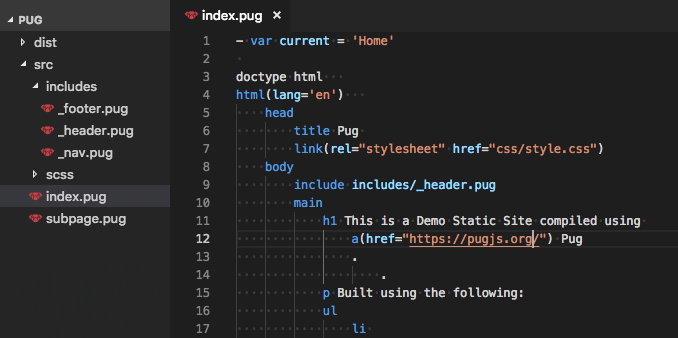 PUG
dist
src
includes
_footer.pug
_header.pug
_nav.pug
scss
index.pug
subpage.pug
index.pug ×
1 - var current = 'Home'
2
3 doctype html
4 html(lang='en')
5 head
6 title Pug
7 link(rel="stylesheet" href="css/style.css")
8 body
9 include includes/_header.pug
10 main
11 h1 This is a Demo Static Site compiled using
12 a(href="https://pugjs.org/") Pug
13 .
14 .
15 p Built using the following:
16 ul
17 li